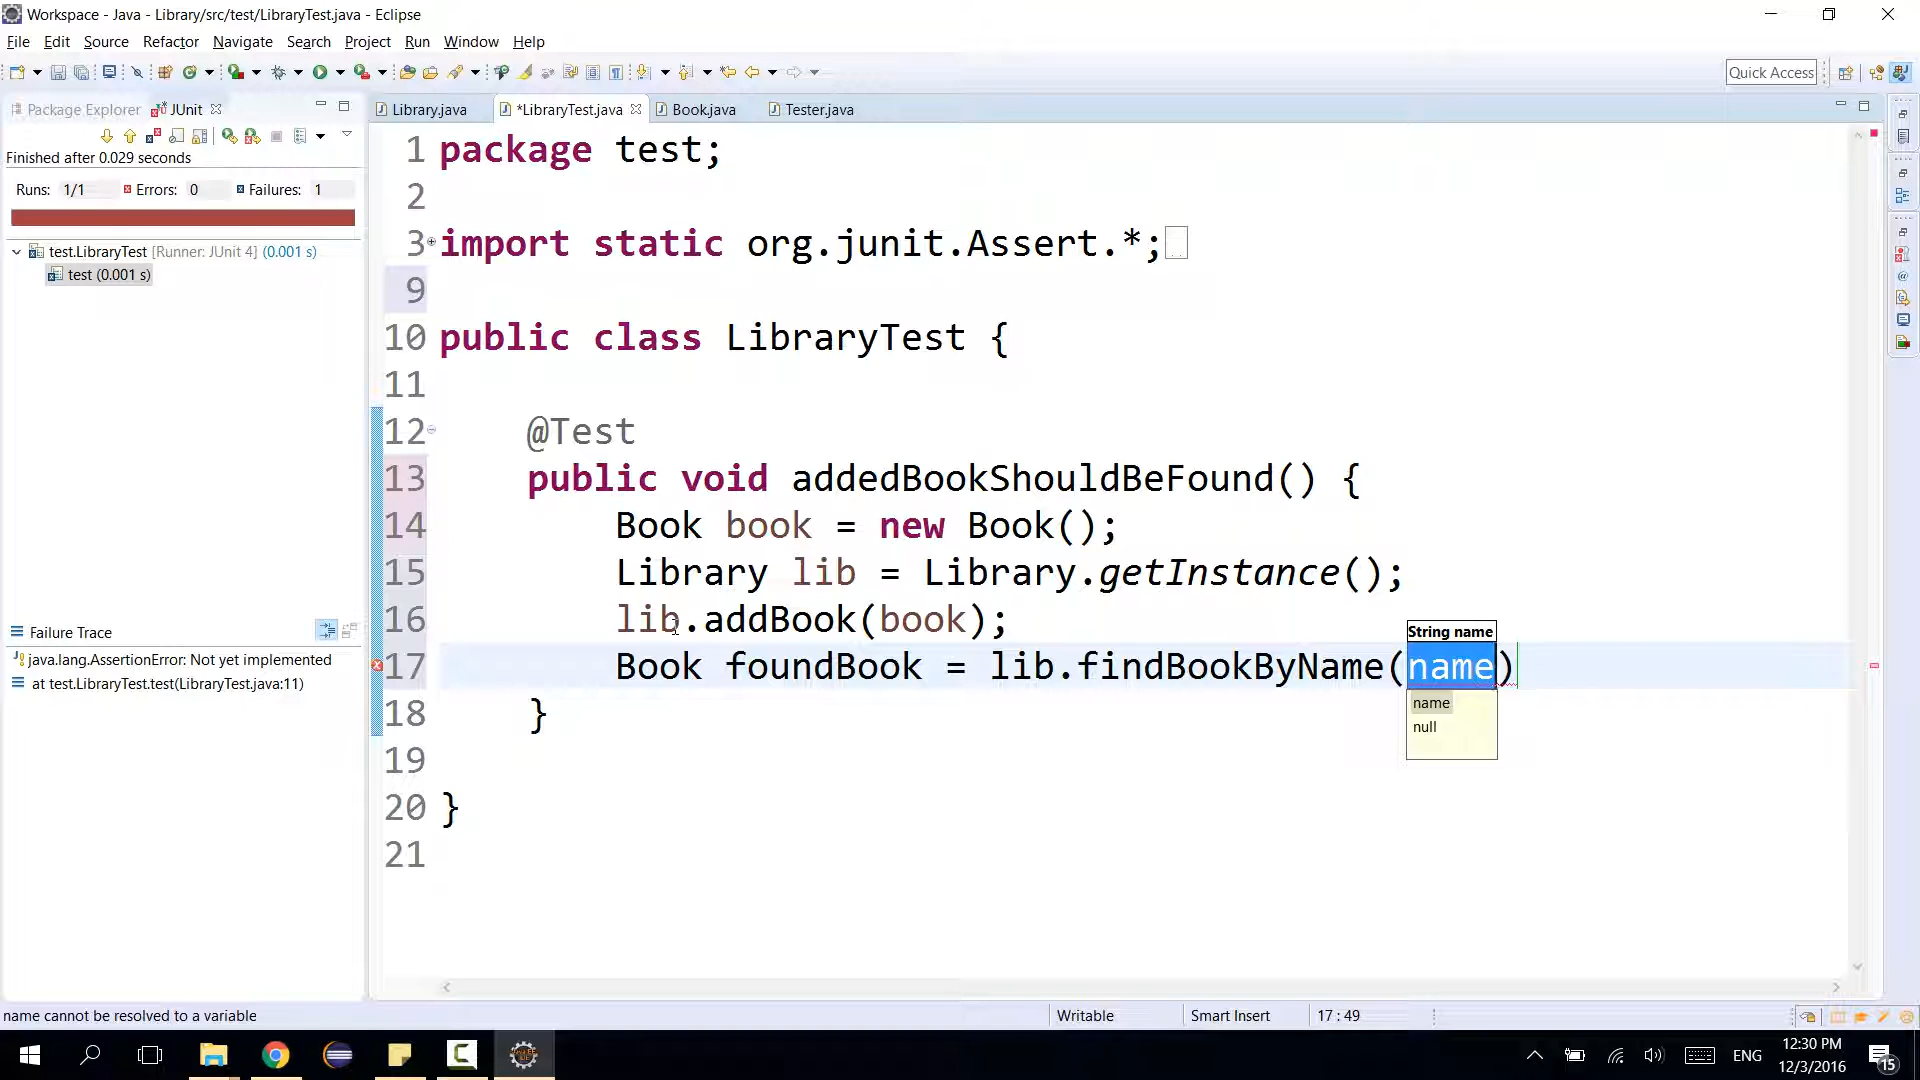 Workspace - Java - Library/src/test/LibraryTest.java - Eclipse
File Edit Source Refactor Navigate Search Project Run Window Help
Quick Access
Package Explorer JUnit
Library.java *LibraryTest.java Book.java Tester.java
Finished after 0.029 seconds
Runs: 1/1 Errors: 0 Failures: 1
test.LibraryTest [Runner: JUnit 4] (0.001 s)
test (0.001 s)
Failure Trace
java.lang.AssertionError: Not yet implemented
at test.LibraryTest.test(LibraryTest.java:11)
1 package test;
2
3 import static org.junit.Assert.*;
9
10 public class LibraryTest {
11
12 @Test
13 public void addedBookShouldBeFound() {
14 Book book = new Book();
15 Library lib = Library.getInstance();
16 lib.addBook(book);
String name
17 Book foundBook = lib.findBookByName(name)
name
null
18 }
19
20 }
21
name cannot be resolved to a variable
Writable Smart Insert 17 : 49
ENG
12:30 PM
12/3/2016
15